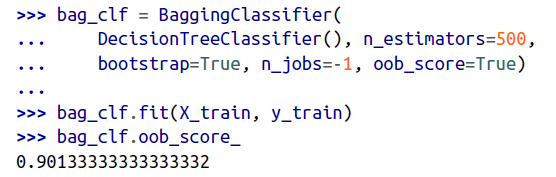 >>> bag_clf = BaggingClassifier(
...     DecisionTreeClassifier(), n_estimators=500,
...     bootstrap=True, n_jobs=-1, oob_score=True)
...
>>> bag_clf.fit(X_train, y_train)
>>> bag_clf.oob_score_
0.90133333333333332